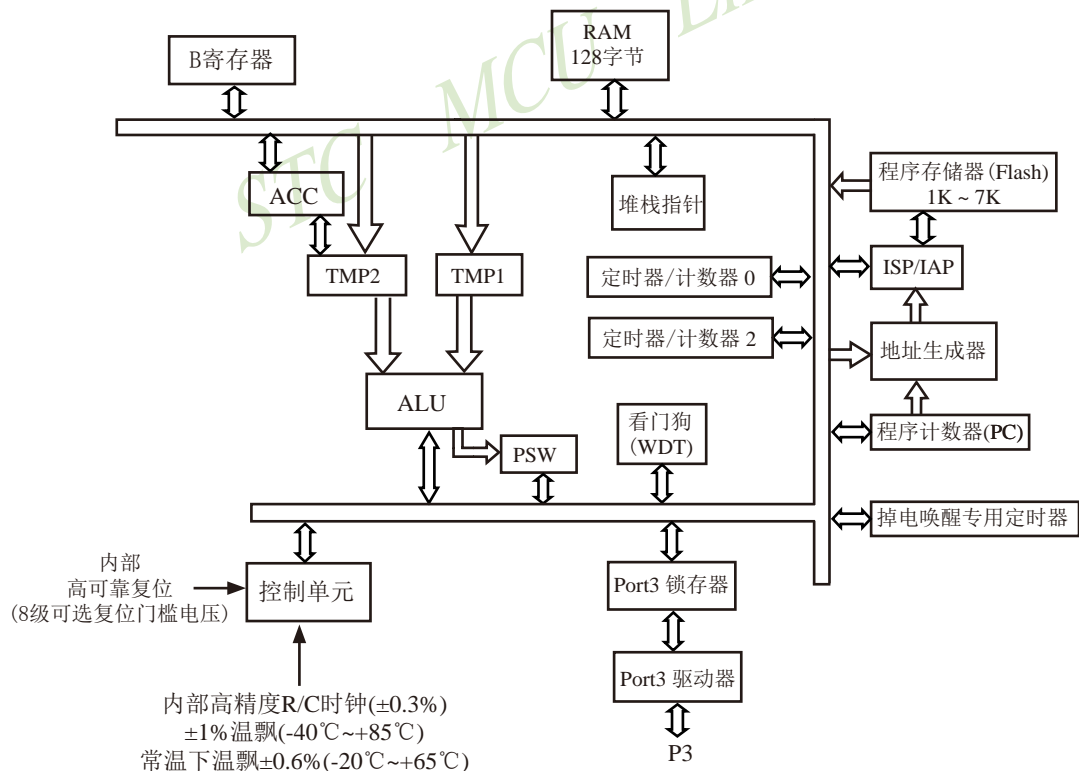 STC MCU
RAM
128字节
B寄存器
ACC
堆栈指针
程序存储器(Flash)
1K ~ 7K
TMP2
TMP1
定时器/计数器 0
ISP/IAP
定时器/计数器 2
地址生成器
ALU
看门狗
(WDT)
程序计数器(PC)
PSW
掉电唤醒专用定时器
内部
高可靠复位
(8级可选复位门槛电压)
控制单元
Port3 锁存器
Port3 驱动器
P3
内部高精度R/C时钟(±0.3%)
±1%温飘(-40℃~+85℃)
常温下温飘±0.6%(-20℃~+65℃)